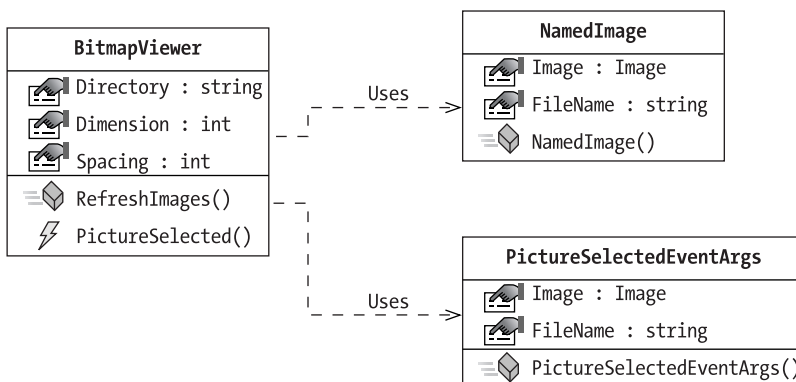 BitmapViewer
Directory : string
Dimension : int
Spacing : int
RefreshImages()
PictureSelected()
Uses
NamedImage
Image : Image
FileName : string
NamedImage()
Uses
PictureSelectedEventArgs
Image : Image
FileName : string
PictureSelectedEventArgs()